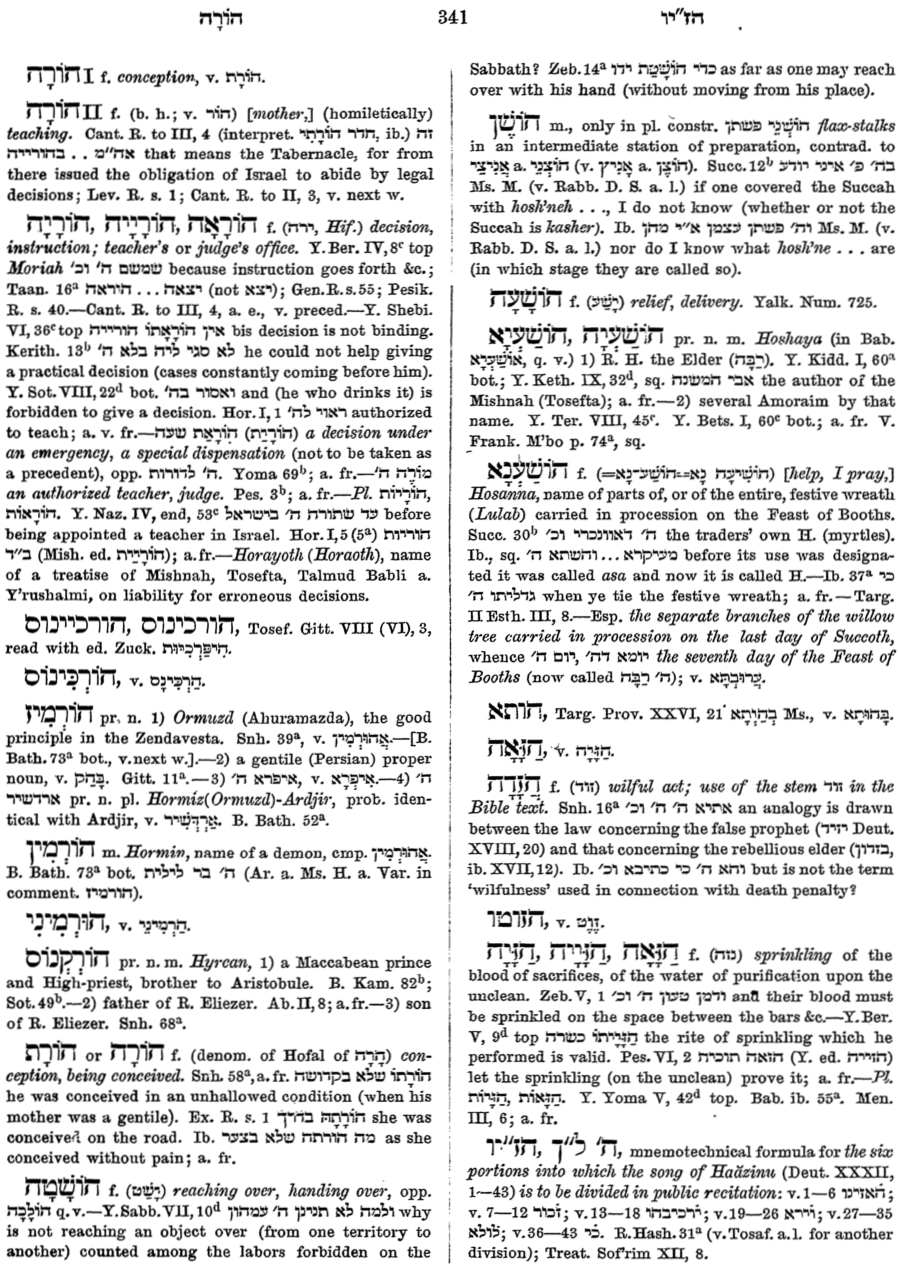 הוֹרָה 341 הז״יו
הוֹרָה I f. conception, v. הוֹרַת.
הוֹרָה II f. (b. h.; v. הוֹר) [mother,] (homiletically)
teaching. Cant. R. to III, 4 (interpret. חדר הוֹרָתִי, ib.) זה
אה״מ . . בהורייה that means the Tabernacle, for from
there issued the obligation of Israel to abide by legal
decisions; Lev. R. s. 1; Cant. R. to II, 3, v. next w.
הוֹרָאָה, הוֹרָיָיה, הוֹרָיָה f. (ירה, Hif.) decision,
instruction; teacher's or judge's office. Y. Ber. IV, 8c top
Moriah שמשם ה' וכ' because instruction goes forth &c.;
Taan. 16a יצאה ... הוראה (not יצא); Gen. R. s. 55; Pesik.
R. s. 40.—Cant. R. to III, 4, a. e., v. preced.—Y. Shebi.
VI, 36c top אין הוֹרָאָתוֹ הורייה his decision is not binding.
Kerith. 13b לא סגי ליה בלא ה' he could not help giving
a practical decision (cases constantly coming before him).
Y. Sot. VIII, 22d bot. ואסור בה' and (he who drinks it) is
forbidden to give a decision. Hor. I, 1 ראוי לה' authorized
to teach; a. v. fr.—הוֹרָאַת שעה (הוֹרָיַת) a decision under
an emergency, a special dispensation (not to be taken as
a precedent), opp. ה' לדורות. Yoma 69b; a. fr.—מוֹרֵה ה'
an authorized teacher, judge. Pes. 3b; a. fr.—Pl. הוֹרָיוֹת,
הוֹרָאוֹת. Y. Naz. IV, end, 53c עד שתורה ה' בישראל before
being appointed a teacher in Israel. Hor. I, 5 (5a) הוריות
ב״ד (Mish. ed. הוֹרָיַית); a. fr.—Horayoth (Horaoth), name
of a treatise of Mishnah, Tosefta, Talmud Babli a.
Y'rushalmi, on liability for erroneous decisions.
הורכינוס, הורכיינוס, Tosef. Gitt. VIII (VI), 3,
read with ed. Zuck. הִיפַּרְכִיּוּת.
הוֹרְכִּינוֹס, v. הַרְכִּינָס.
הוֹרְמִיז pr. n. 1) Ormuzd (Ahuramazda), the good
principle in the Zendavesta. Snh. 39a, v. אֲהוּרְמִין.—[B.
Bath. 73a bot., v. next w.].—2) a gentile (Persian) proper
noun, v. בָּהָק. Gitt. 11a.—3) איפרא ה', v. אִיפְרָא.—4) ה'
ארדשיר pr. n. pl. Hormiz(Ormuzd)-Ardjir, prob. iden-
tical with Ardjir, v. אַרְדְּשִׁיר. B. Bath. 52a.
הוֹרְמִין m. Hormin, name of a demon, cmp. אֲהוּרְמִין.
B. Bath. 73a bot. ה' בר לילית (Ar. a. Ms. H. a. Var. in
comment. הורמיז).
הוּרְמִינִי, v. הַרְמִינֵי.
הוֹרְקְנוֹס pr. n. m. Hyrcan, 1) a Maccabean prince
and High-priest, brother to Aristobule. B. Kam. 82b;
Sot. 49b.—2) father of R. Eliezer. Ab. II, 8; a. fr.—3) son
of R. Eliezer. Snh. 68a.
הוֹרַת or הוֹרָה f. (denom. of Hofal of הָרָה) con-
ception, being conceived. Snh. 58a, a. fr. הוֹרָתוֹ שלא בקדושה
he was conceived in an unhallowed condition (when his
mother was a gentile). Ex. R. s. 1 הוֹרָתָהּ בדרך she was
conceived on the road. Ib. מה הורתה שלא בצער as she
conceived without pain; a. fr.
הוֹשָׁטָה f. (יָשַׁט) reaching over, handing over, opp.
הוֹלָכָה q. v.—Y. Sabb. VII, 10d ולמה לא תנינן ה' עמהון why
is not reaching an object over (from one territory to
another) counted among the labors forbidden on the
Sabbath? Zeb. 14a כדי הוֹשָׁטַת ידו as far as one may reach
over with his hand (without moving from his place).
הוֹשֶׁן m., only in pl. constr. הוֹשְׁנֵי פשתן flax-stalks
in an intermediate station of preparation, contrad. to
אֲנִיצֵי a. הוֹצְנֵי (v. אָנִיץ a. הוֹצֶן). Succ. 12b בה' פ' איני יודע
Ms. M. (v. Rabb. D. S. a. l.) if one covered the Succah
with hosh'neh . . ., I do not know (whether or not the
Succah is kasher). Ib. וה' פשתן עצמן א״י מהן Ms. M. (v.
Rabb. D. S. a. l.) nor do I know what hosh'ne . . . are
(in which stage they are called so).
הוֹשָׁעָה f. (יָשַׁע) relief, delivery. Yalk. Num. 725.
הוֹשַׁעְיָה, הוֹשַׁעְיָא pr. n. m. Hoshaya (in Bab.
אוֹשַׁעְיָא, q. v.) 1) R. H. the Elder (רַבָּה). Y. Kidd. I, 60a
bot.; Y. Keth. IX, 32d, sq. אבי המשנה the author of the
Mishnah (Tosefta); a. fr.—2) several Amoraim by that
name. Y. Ter. VIII, 45c. Y. Bets. I, 60c bot.; a. fr. V.
Frank. M'bo p. 74a, sq.
הוֹשַׁעְנָא f. (=הוֹשִׁיעָה נָא=הוֹשַׁע־נָא) [help, I pray,]
Hosanna, name of parts of, or of the entire, festive wreath
(Lulab) carried in procession on the Feast of Booths.
Succ. 30b ה' דאוונכרי וכ' the traders' own H. (myrtles).
Ib., sq. מעיקרא ... והשתא ה' before its use was designa-
ted it was called asa and now it is called H.—Ib. 37a כי
גדליתו ה' when ye tie the festive wreath; a. fr.—Targ.
II Esth. III, 8.—Esp. the separate branches of the willow
tree carried in procession on the last day of Succoth,
whence יומא דה', יום ה' the seventh day of the Feast of
Booths (now called ה' רַבָּה); v. עֲרוּבְתָּא.
הותא, Targ. Prov. XXVI, 21 בְהַוְתָא Ms., v. בָּהוּתָא.
הַזָּאָה, v. הַזָּיָה.
הֲזָדָה f. (זוד) wilful act; use of the stem זוד in the
Bible text. Snh. 16a אתיא ה' ה' וכ' an analogy is drawn
between the law concerning the false prophet (יזיד Deut.
XVIII, 20) and that concerning the rebellious elder (בזדון,
ib. XVII, 12). Ib. והא ה' כי כתיבא וכ' but is not the term
'wilfulness' used in connection with death penalty?
הוזמו, v. זְוַט.
הַזָּאָה, הַזָּיָיה, הַזָּיָה f. (נזה) sprinkling of the
blood of sacrifices, of the water of purification upon the
unclean. Zeb. V, 1 ודמן טעון ה' וכ' and their blood must
be sprinkled on the space between the bars &c.—Y. Ber.
V, 9d top הַזָּיָיתוֹ כשרה the rite of sprinkling which he
performed is valid. Pes. VI, 2 הזאה תוכיח (Y. ed. הזייה)
let the sprinkling (on the unclean) prove it; a. fr.—Pl.
הַזָּאוֹת, הַזָּיוֹת. Y. Yoma V, 42d top. Bab. ib. 55a. Men.
III, 6; a. fr.
הז״יו, ה' ל״ך, mnemotechnical formula for the six
portions into which the song of Haăzinu (Deut. XXXII,
1—43) is to be divided in public recitation: v. 1—6 האזינו;
v. 7—12 זכור; v. 13—18 ירכיבהו; v. 19—26 וירא; v. 27—35
לולא; v. 36—43 כי. R. Hash. 31a (v. Tosaf. a. l. for another
division); Treat. Sof'rim XII, 8.